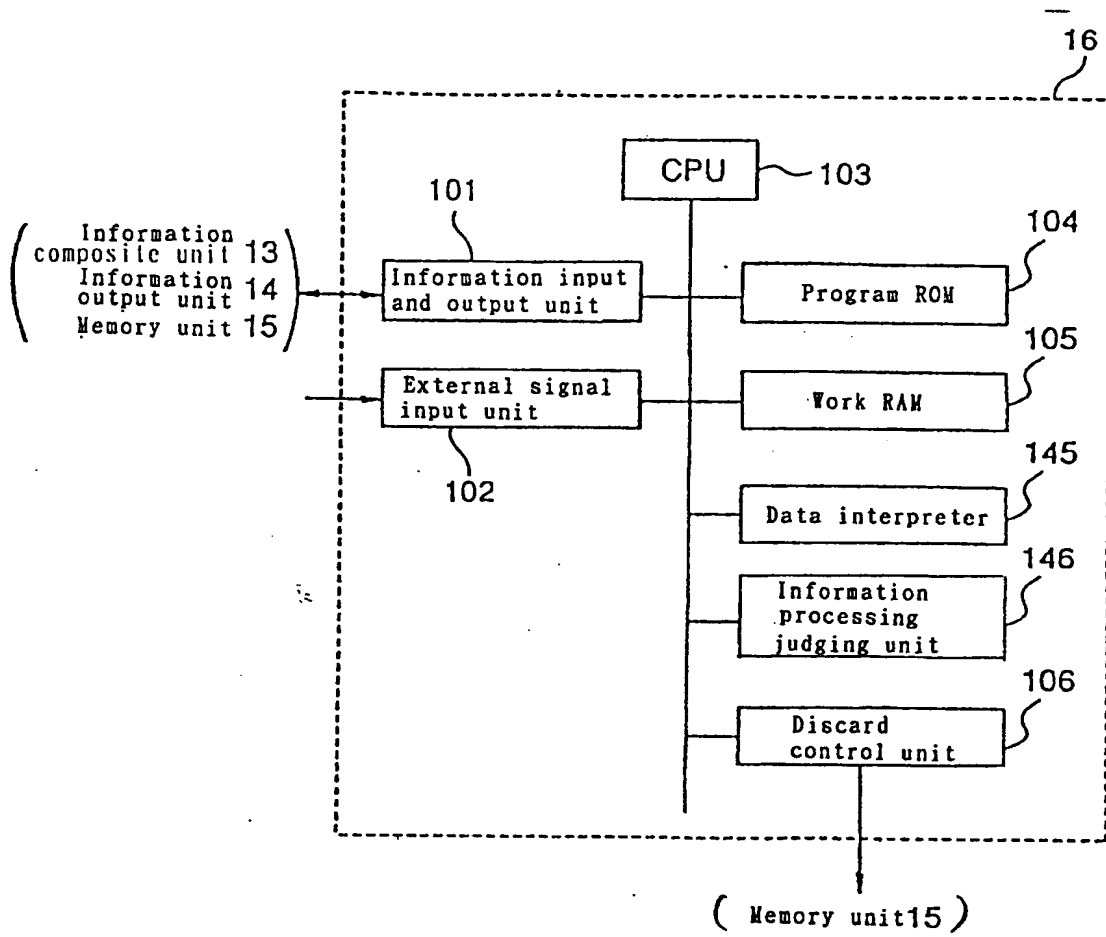 16
CPU
103
101
104
Information
composite unit 13
Information
output unit 14
Memory unit 15
Information input
and output unit
Program ROM
105
External signal
input unit
Work RAM
102
145
Data interpreter
146
Information
processing
judging unit
106
Discard
control unit
( Memory unit15 )